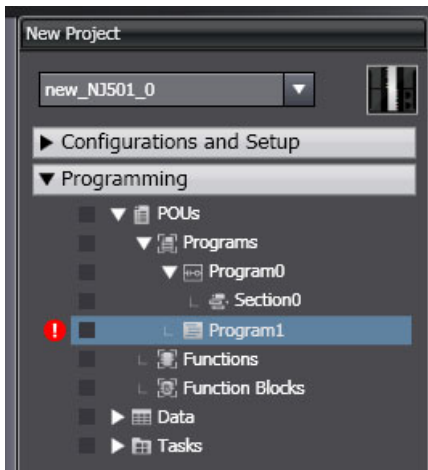 New Project
new_NJ501_0
Configurations and Setup
Programming
POUs
Programs
Program0
Section0
Program1
Functions
Function Blocks
Data
Tasks